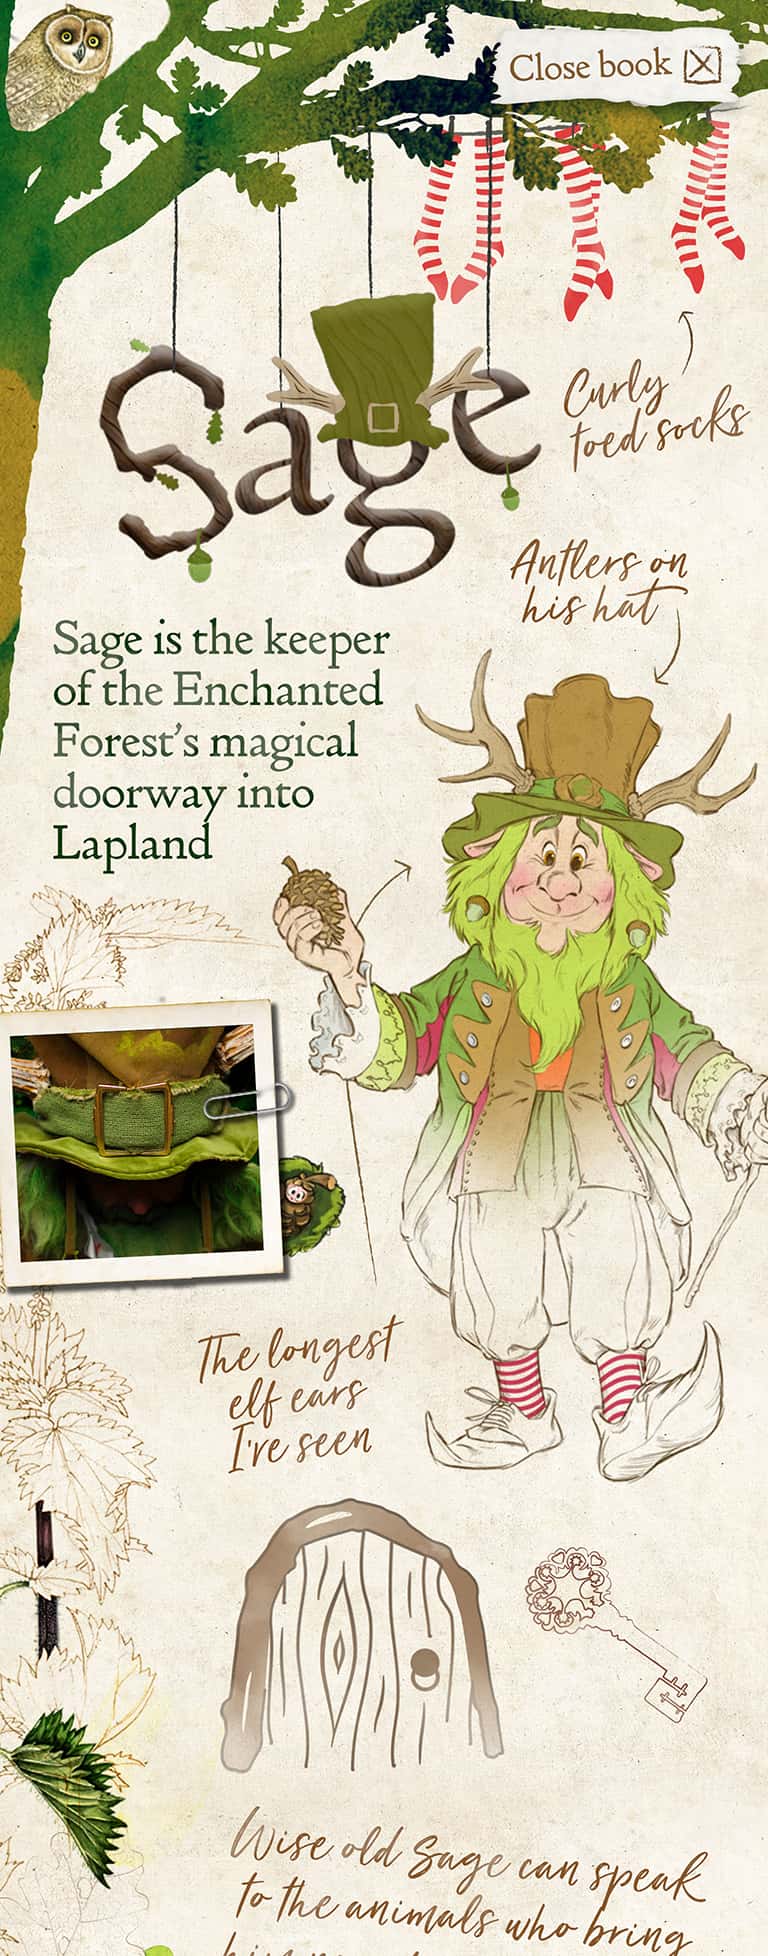 Close book
Sage
Curly
toed socks
Antlers on
his hat
Sage is the keeper
of the Enchanted
Forest's magical
doorway into
Lapland
The longest
elf ears
I're seen
Wise old Sage can speak
to the animals who bring